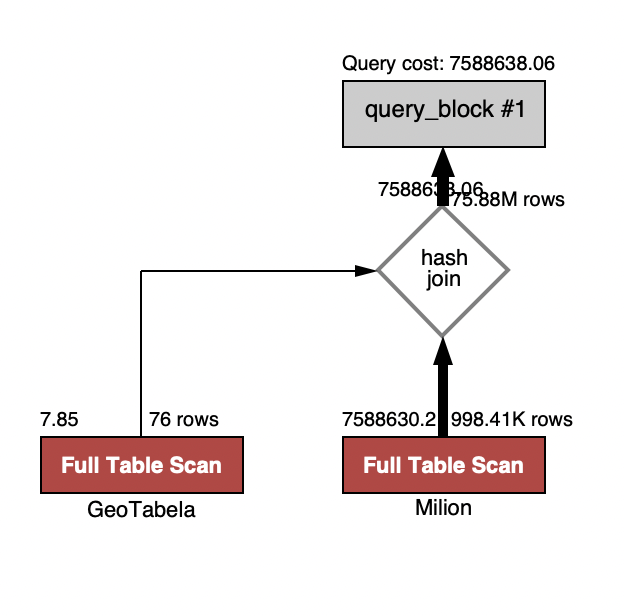 Query cost: 7588638.06
query_block #1
7588638.06
75.88M rows
hash
join
7.85
76 rows
7588630.2
998.41K rows
Full Table Scan
Full Table Scan
GeoTabela
Milion